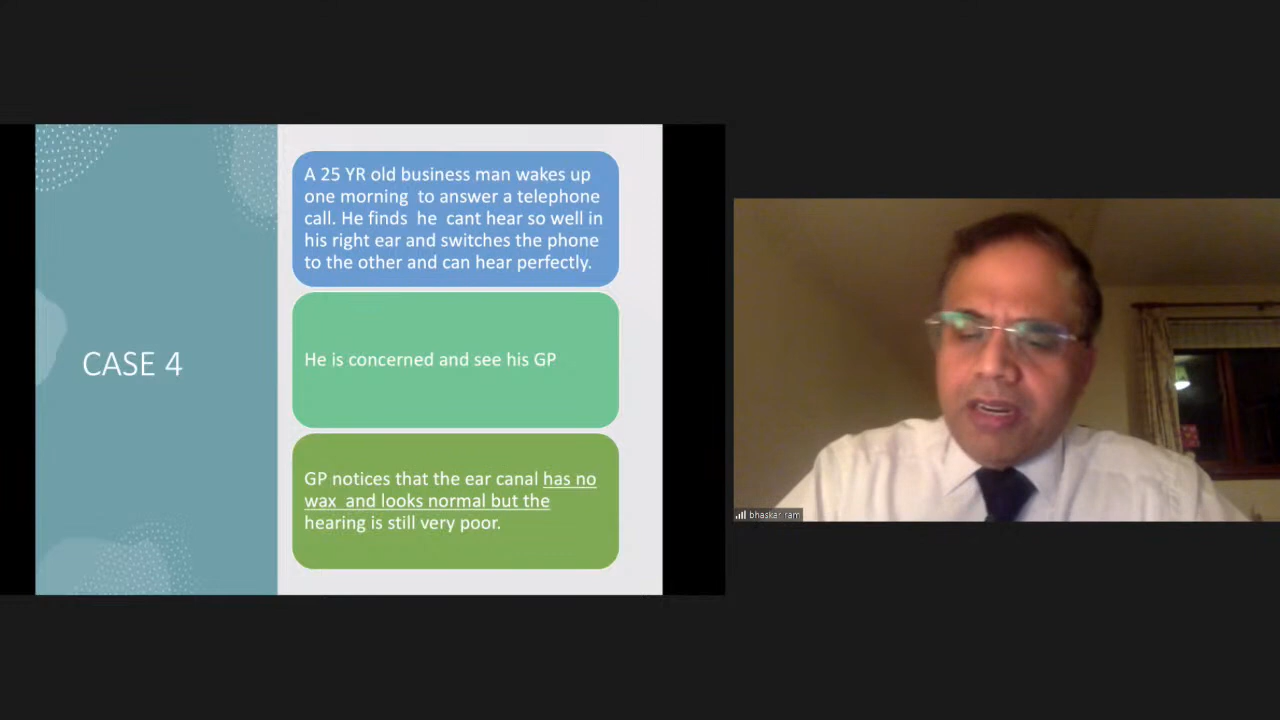 CASE 4
A 25 YR old business man wakes up
one morning to answer a telephone
call. He finds he cant hear so well in
his right ear and switches the phone
to the other and can hear perfectly.
He is concerned and see his GP
GP notices that the ear canal has no
wax and looks normal but the
hearing is still very poor.
bhaskar ram